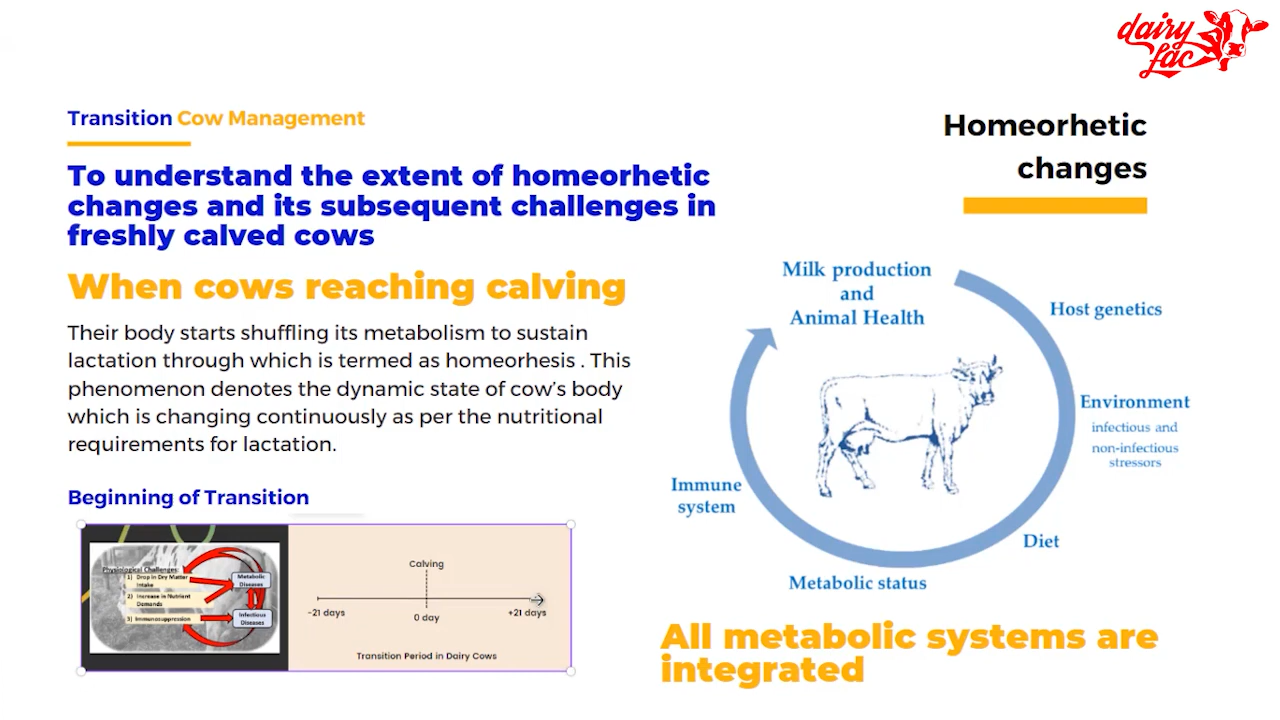 dairy
lac
Transition Cow Management
To understand the extent of homeorhetic
changes and its subsequent challenges in
freshly calved cows
When cows reaching calving
Their body starts shuffling its metabolism to sustain
lactation through which is termed as homeorhesis . This
phenomenon denotes the dynamic state of cow's body
which is changing continuously as per the nutritional
requirements for lactation.
Beginning of Transition
Physiological Challenges:
1) Drop in Dry Matter
Intake
2) Increase in Nutrient
Demands
3) Immunosuppression
Metabolic
Diseases
Infectious
Diseases
Calving
-21 days
0 day
+21 days
Transition Period in Dairy Cows
Homeorhetic
changes
Milk production
and
Animal Health
Host genetics
Environment
infectious and
non-infectious
stressors
Diet
Metabolic status
Immune
system
All metabolic systems are
integrated